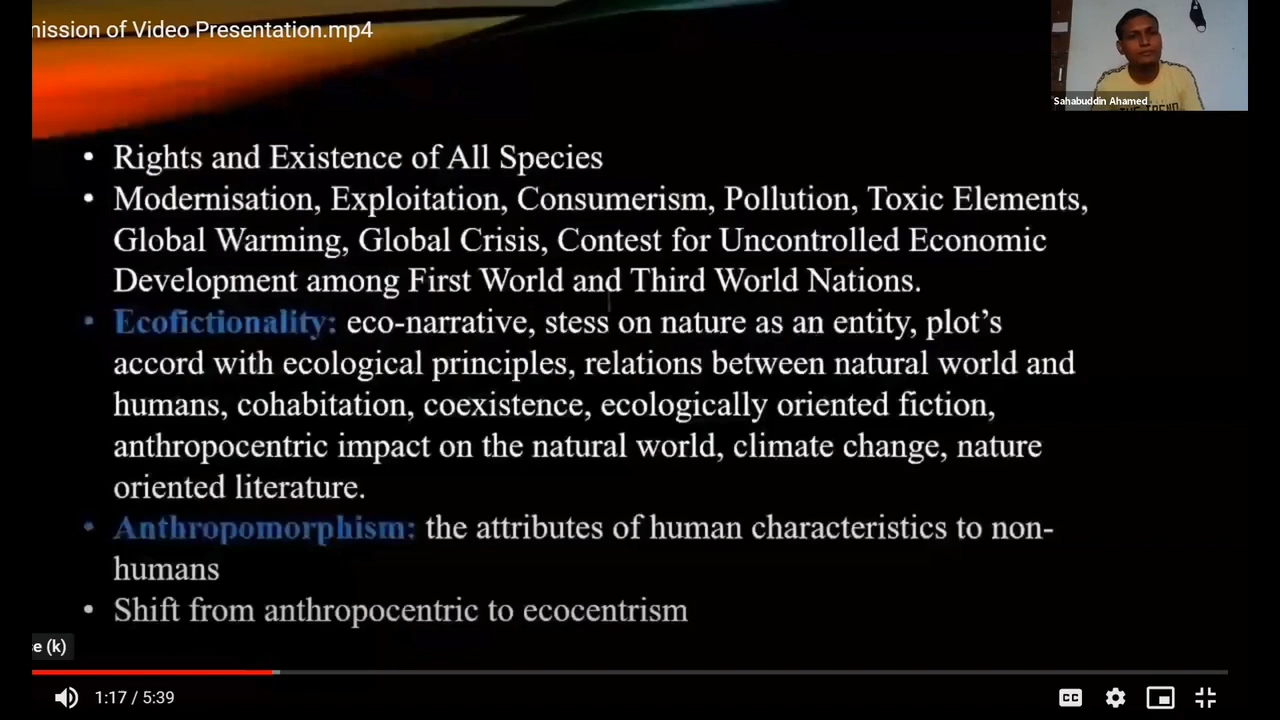 nission of Video Presentation.mp4
Sahabuddin Ahamed
• Rights and Existence of All Species
• Modernisation, Exploitation, Consumerism, Pollution, Toxic Elements,
Global Warming, Global Crisis, Contest for Uncontrolled Economic
Development among First World and Third World Nations.
• Ecofictionality: eco-narrative, stess on nature as an entity, plot's
accord with ecological principles, relations between natural world and
humans, cohabitation, coexistence, ecologically oriented fiction,
anthropocentric impact on the natural world, climate change, nature
oriented literature.
• Anthropomorphism: the attributes of human characteristics to non-
humans
• Shift from anthropocentric to ecocentrism
e (k)
1:17 / 5:39
CC